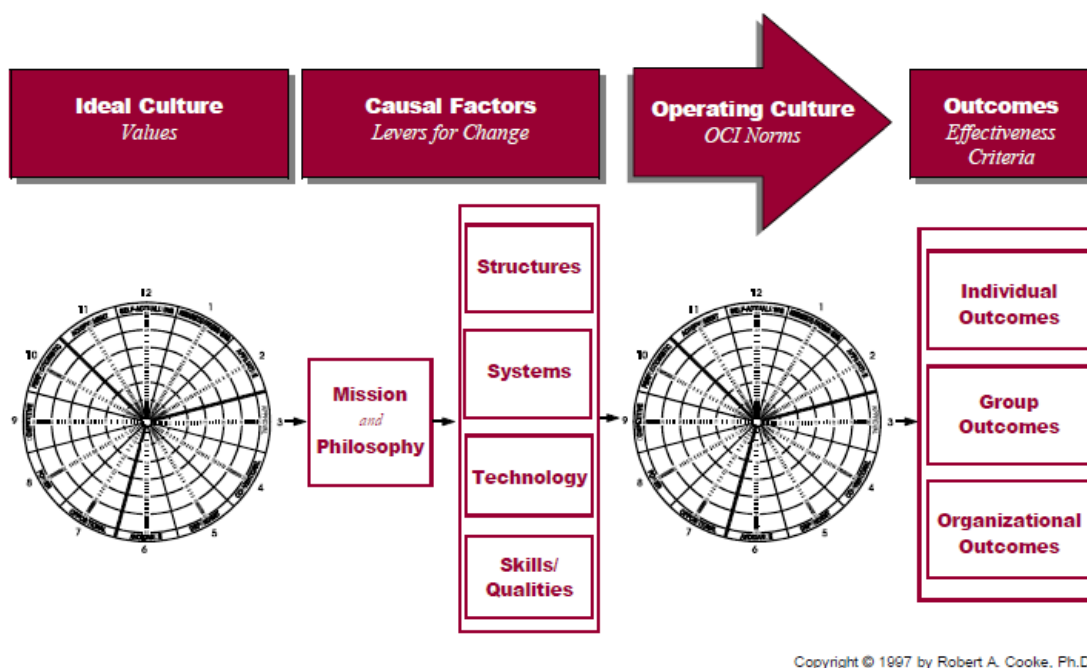 Ideal Culture
Values
Causal Factors
Levers for Change
Operating Culture
OCI Norms
Outcomes
Effectiveness
Criteria
12
11
1
10
2
9
3
8
4
7
5
6
Mission
and
Philosophy
Structures
Systems
Technology
Skills/
Qualities
12
11
1
10
2
9
3
8
4
7
5
6
Individual
Outcomes
Group
Outcomes
Organizational
Outcomes
Copyright © 1997 by Robert A. Cooke, Ph.D